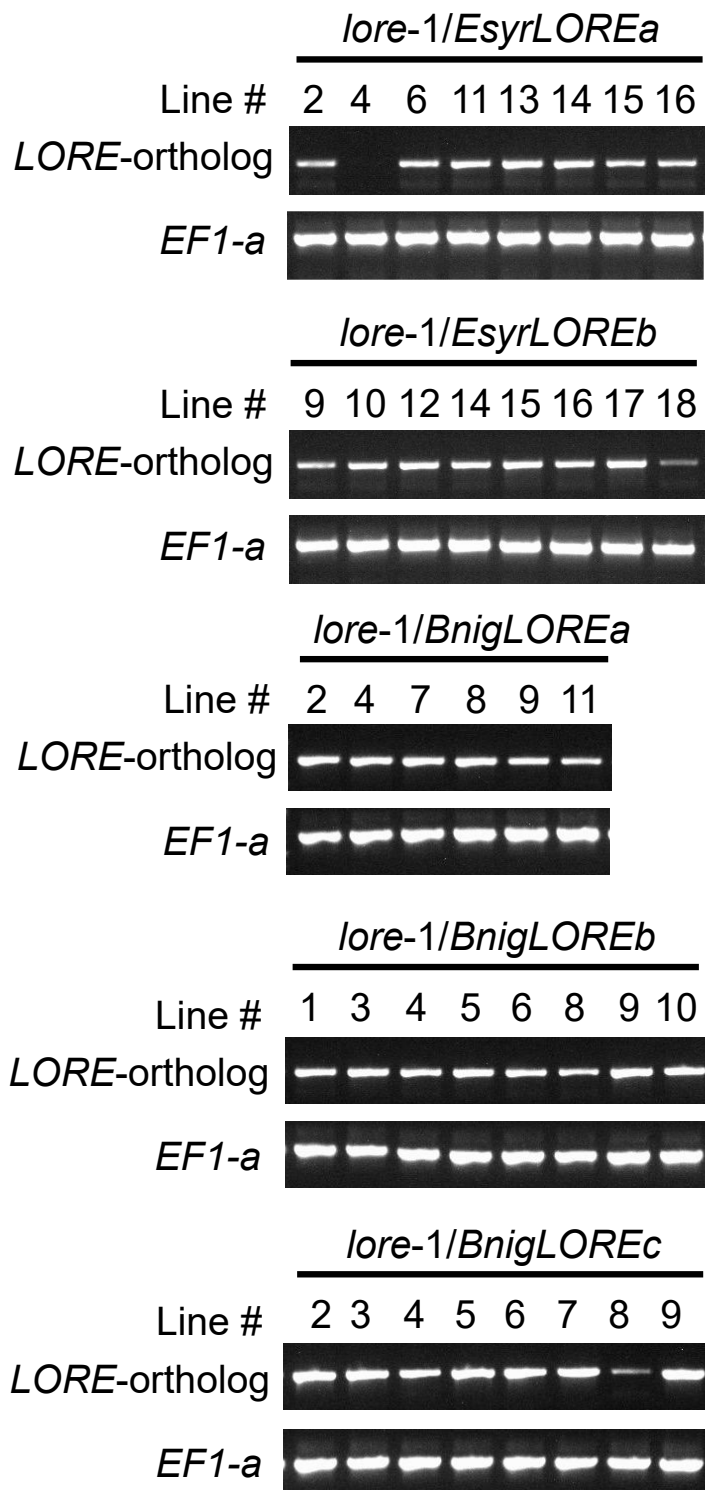 lore-1/EsyrLOREa
Line # 2 4 6 11 13 14 15 16
LORE-ortholog
EF1-a
lore-1/EsyrLOREb
Line # 9 10 12 14 15 16 17 18
LORE-ortholog
EF1-a
lore-1/BnigLOREa
Line # 2 4 7 8 9 11
LORE-ortholog
EF1-a
lore-1/BnigLOREb
Line # 1 3 4 5 6 8 9 10
LORE-ortholog
EF1-a
lore-1/BnigLOREc
Line # 2 3 4 5 6 7 8 9
LORE-ortholog
EF1-a